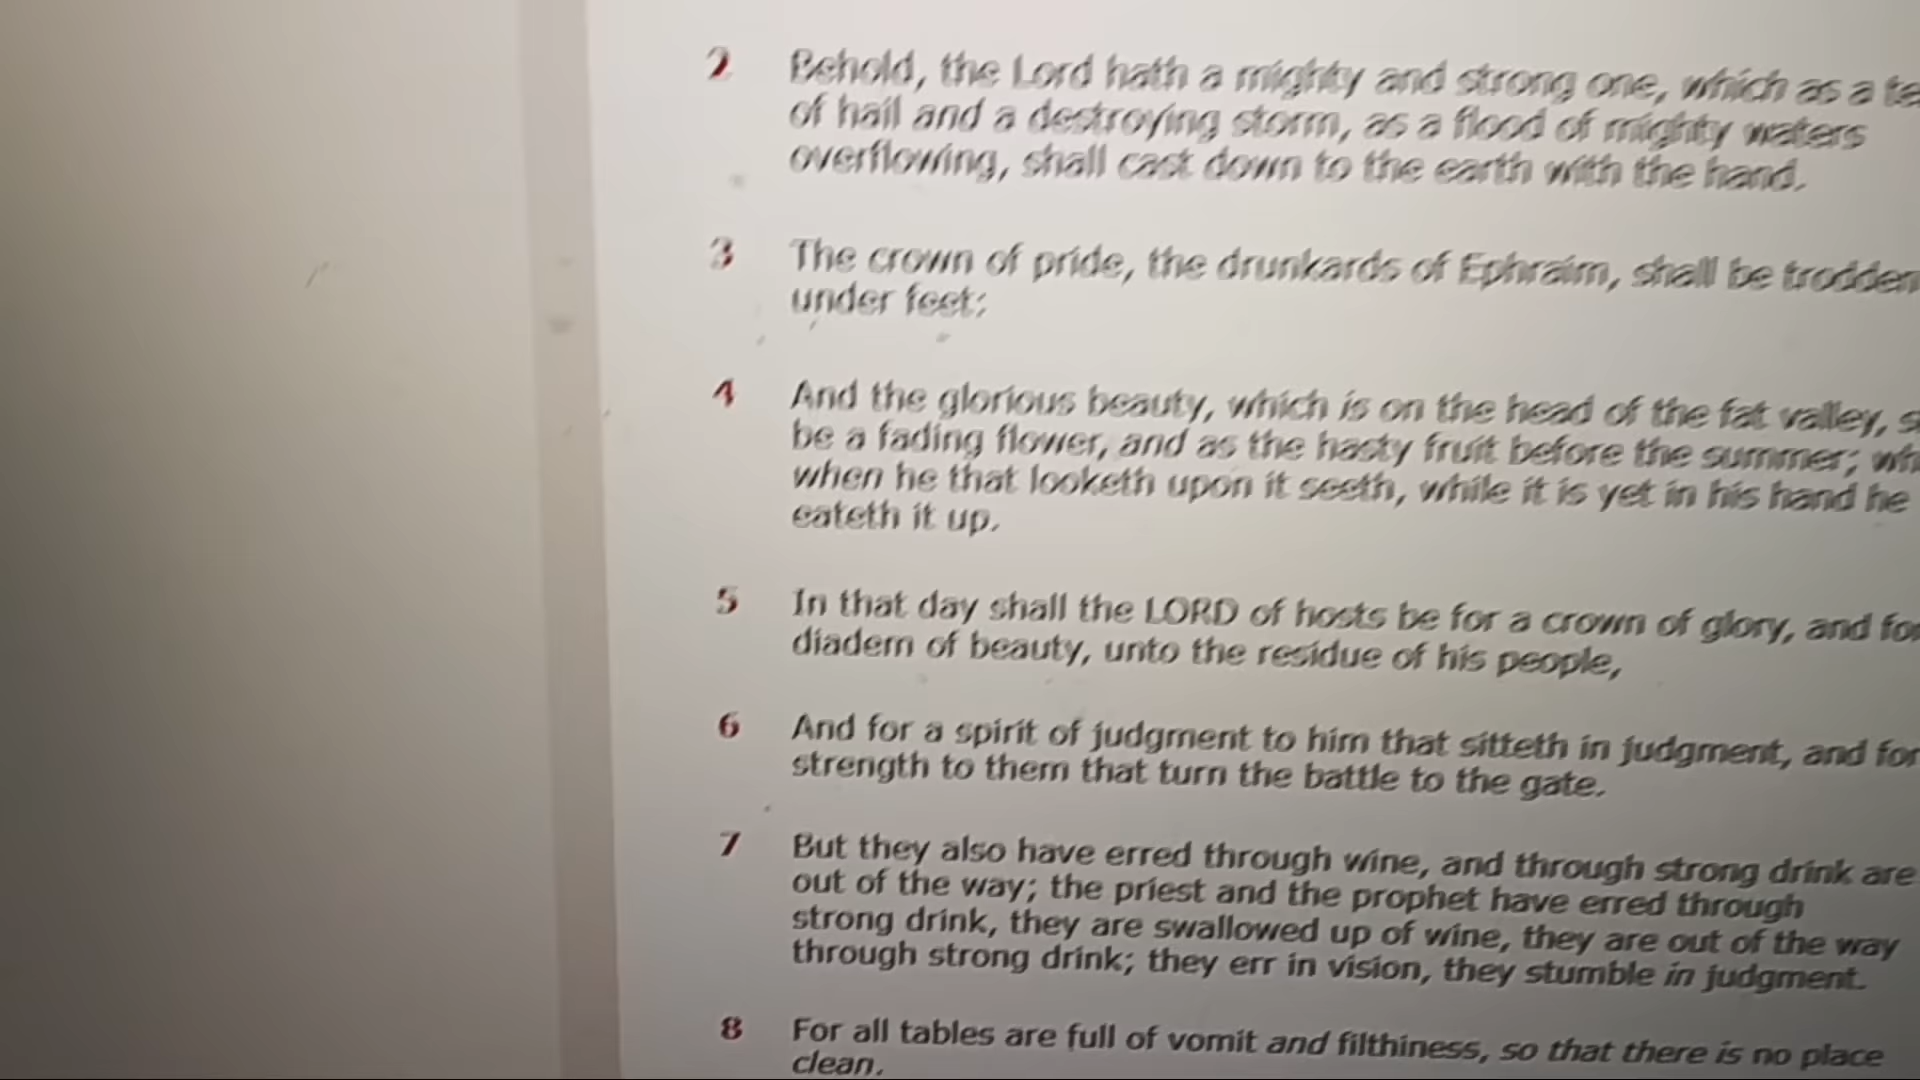 2 Behold, the Lord hath a mighty and strong one, which as a
of hail and a destroying storm, as a flood of mighty waters
overflowing, shall cast down to the earth with the hand.
3 The crown of pride, the drunkards of Ephraim, shall be trodden
under feet:
4 And the glorious beauty, which is on the head of the fat valley,
be a fading flower, and as the hasty fruit before the summer;
when he that looketh upon it seeth, while it is yet in his hand he
eateth it up.
5 In that day shall the LORD of hosts be for a crown of glory, and for
diadem of beauty, unto the residue of his people,
6 And for a spirit of judgment to him that sitteth in judgment, and for
strength to them that turn the battle to the gate.
7 But they also have erred through wine, and through strong drink are
out of the way; the priest and the prophet have erred through
strong drink, they are swallowed up of wine, they are out of the way
through strong drink; they err in vision, they stumble in judgment.
8 For all tables are full of vomit and filthiness, so that there is no place
clean.